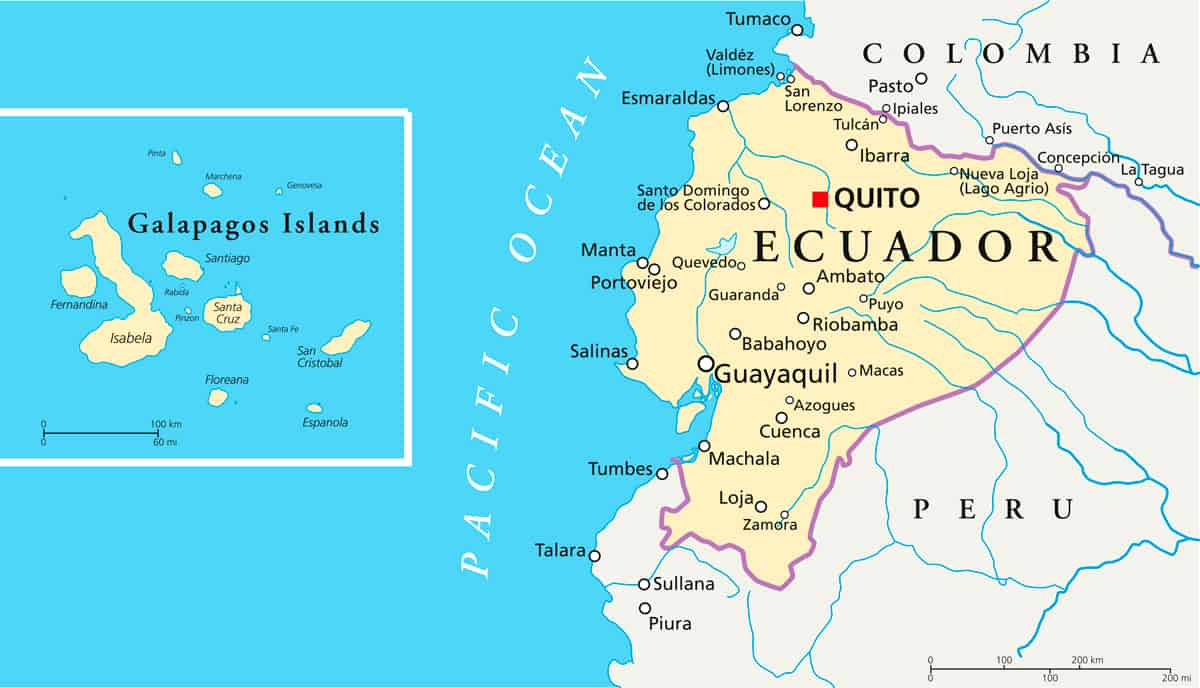 Tumaco
COLOMBIA
Valdéz
(Limones)
Pasto
San
Lorenzo
Ipiales
Esmeraldas
Tulcán
Puerto Asís
Ibarra
Concepción
La Tagua
Nueva Loja
(Lago Agrio)
Santo Domingo
de los Colorados
QUITO
ECUADOR
Manta
Portoviejo
Quevedo
Ambato
Guaranda
Puyo
Riobamba
Babahoyo
Salinas
Guayaquil
Macas
Azogues
Cuenca
Machala
Tumbes
Loja
Zamora
PERU
Talara
Sullana
Piura
PACIFIC OCEAN
0 100 200 km
0 100 200 mi
Galapagos Islands
Pinta
Marchena
Genovesa
Santiago
Fernandina
Rabida
Pinzon
Santa
Cruz
Isabela
Santa Fe
San
Cristobal
Floreana
Espanola
0 100 km
0 60 mi